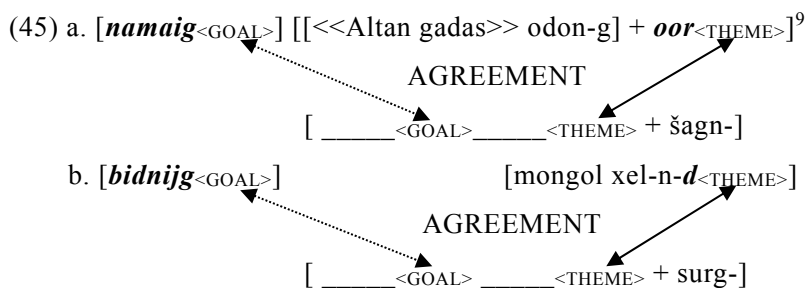 (45) a. [namaig<GOAL>] [[<<Altan gadas>> odon-g] + oor<THEME>]9
AGREEMENT
[ _____<GOAL>_____<THEME> + šagn-]
b. [bidnijg<GOAL>] [mongol xel-n-d<THEME>]
AGREEMENT
[ _____<GOAL> _____<THEME> + surg-]